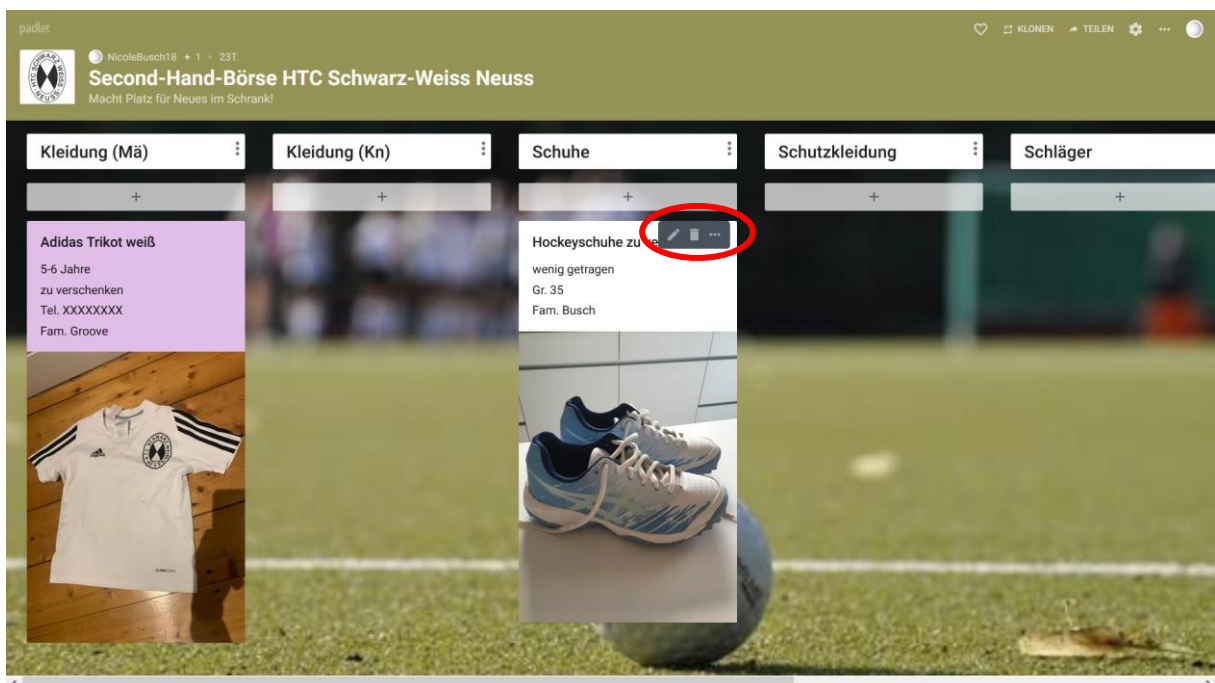 padlet
KLONEN
TEILEN
NicoleBusch18 + 1 • 23T.
Second-Hand-Börse HTC Schwarz-Weiss Neuss
Macht Platz für Neues im Schrank!
Kleidung (Mä)
Kleidung (Kn)
Schuhe
Schutzkleidung
Schläger
Adidas Trikot weiß
5-6 Jahre
zu verschenken
Tel. XXXXXXXX
Fam. Groove
Hockeyschuhe zu ve
wenig getragen
Gr. 35
Fam. Busch